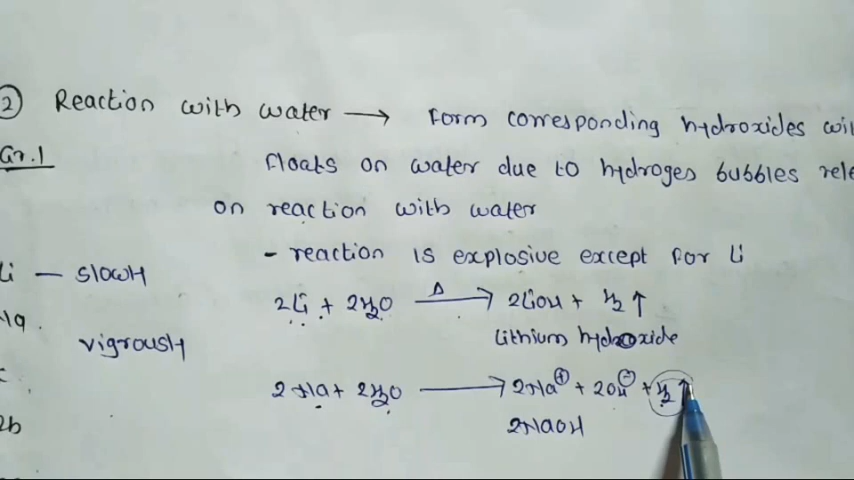 ② Reaction with water → form corresponding hydroxides wi
Gr.1
floats on water due to hydroges bubbles rele
on reaction with water
- reaction is explosive except for Li
Li — slowly
2Li + 2H₂O —Δ→ 2LiOH + H₂ ↑
Na
vigrously
Lithium hydroxide
2Na + 2H₂O → 2Na⊕ + 2OH⊖ + H₂ ↑
2NaOH